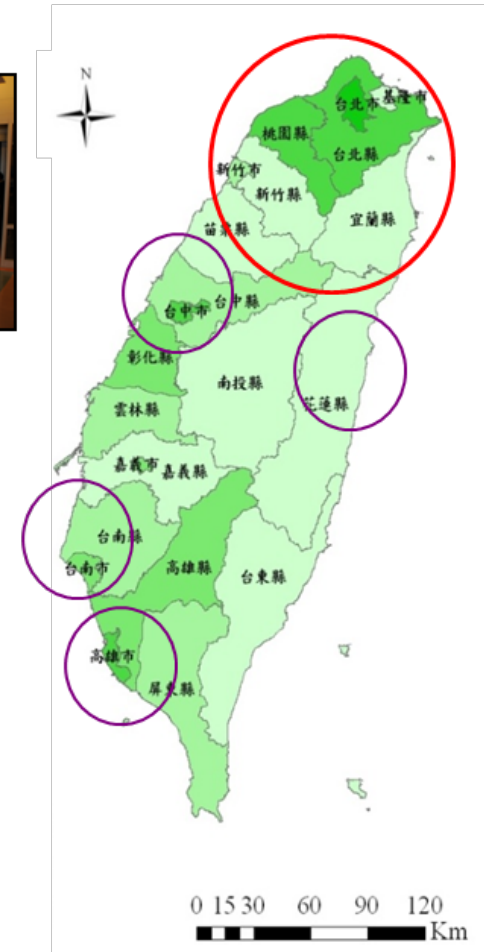 N
台北市
基隆市
桃園縣
台北縣
新竹市
新竹縣
宜蘭縣
苗栗縣
台中市
台中縣
彰化縣
南投縣
花蓮縣
雲林縣
嘉義市
嘉義縣
台南縣
台南市
高雄縣
台東縣
高雄市
屏東縣
0 15 30 60 90 120
Km